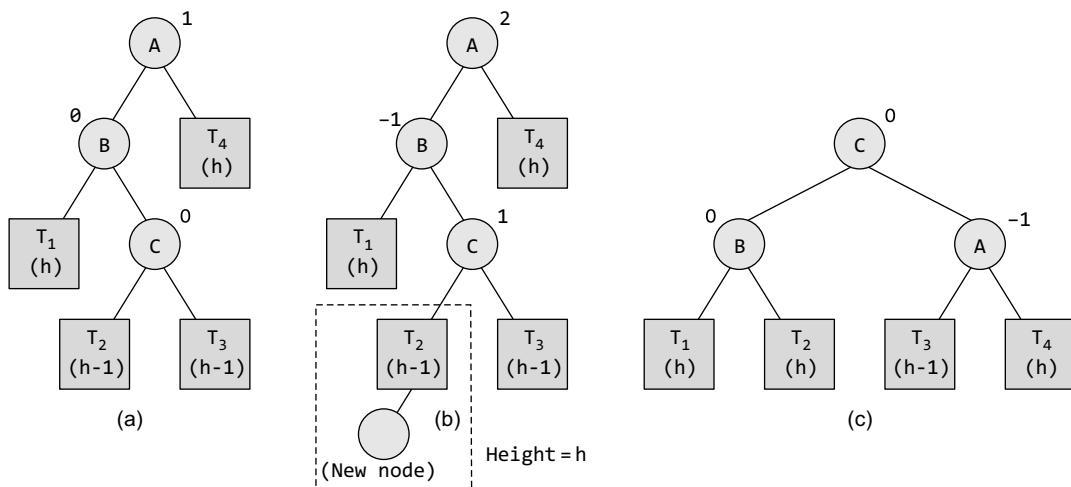 1
A
0
B
T4
(h)
T1
(h)
0
C
T2
(h-1)
T3
(h-1)
(a)
2
A
−1
B
T4
(h)
T1
(h)
1
C
T2
(h-1)
T3
(h-1)
(b)
(New node)
Height = h
0
C
0
B
−1
A
T1
(h)
T2
(h)
T3
(h-1)
T4
(h)
(c)